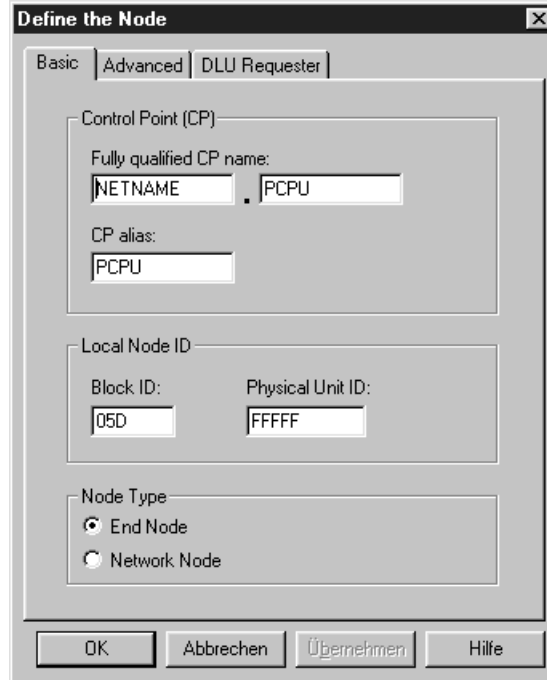 Define the Node
Basic Advanced DLU Requester
Control Point (CP)
Fully qualified CP name:
NETNAME . PCPU
CP alias:
PCPU
Local Node ID
Block ID: Physical Unit ID:
05D FFFFF
Node Type
End Node
Network Node
OK Abbrechen Übernehmen Hilfe